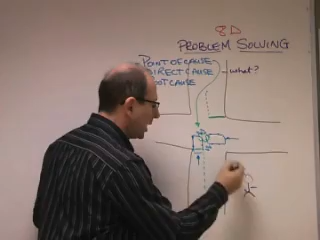 8D
PROBLEM SOLVING
POINT OF CAUSE
DIRECT CAUSE - what?
ROOT CAUSE